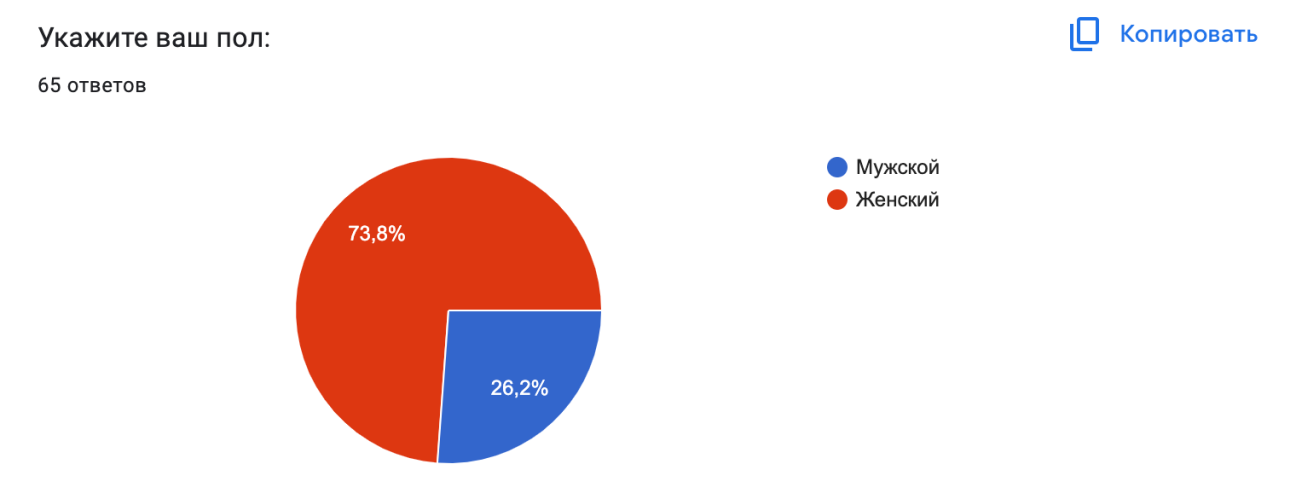 Укажите ваш пол:
Копировать
65 ответов
Мужской
Женский
73,8%
26,2%